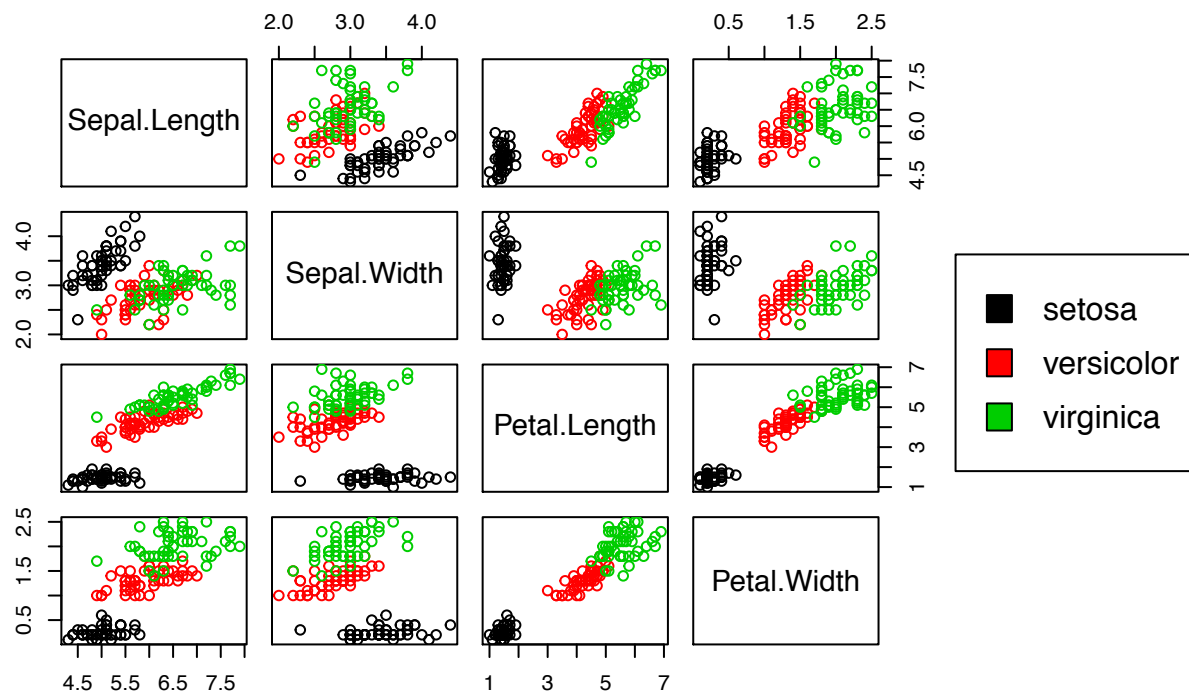 2.0 3.0 4.0
0.5 1.5 2.5
Sepal.Length
4.5 6.0 7.5
2.0 3.0 4.0
Sepal.Width
setosa
versicolor
virginica
Petal.Length
1 3 5 7
0.5 1.5 2.5
Petal.Width
4.5 5.5 6.5 7.5
1 3 5 7